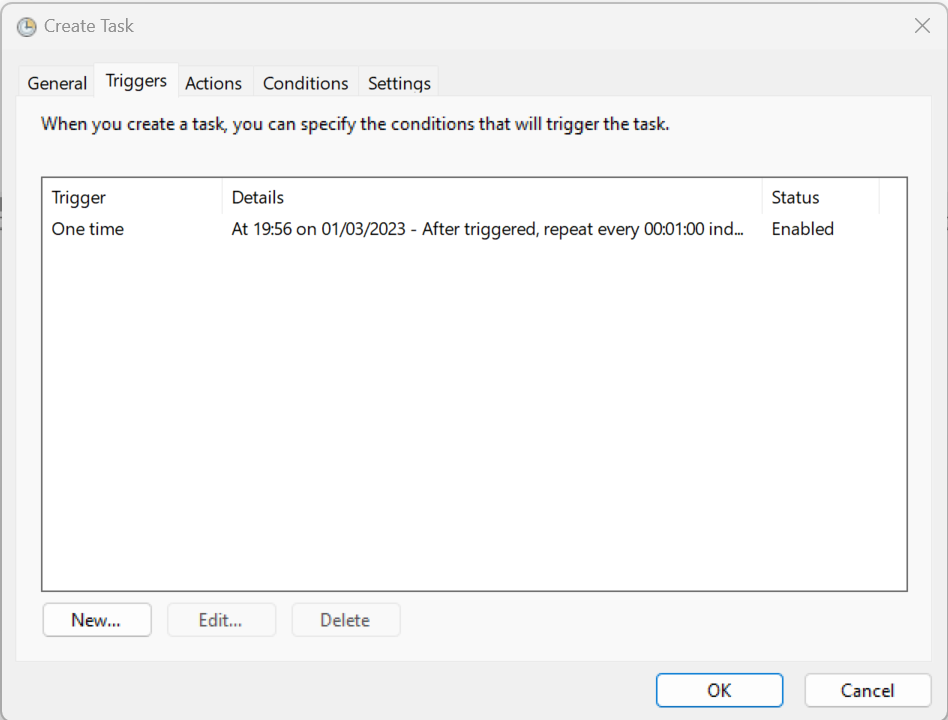 Create Task
General Triggers Actions Conditions Settings
When you create a task, you can specify the conditions that will trigger the task.
Trigger Details Status
One time At 19:56 on 01/03/2023 - After triggered, repeat every 00:01:00 ind... Enabled
New... Edit... Delete
OK Cancel